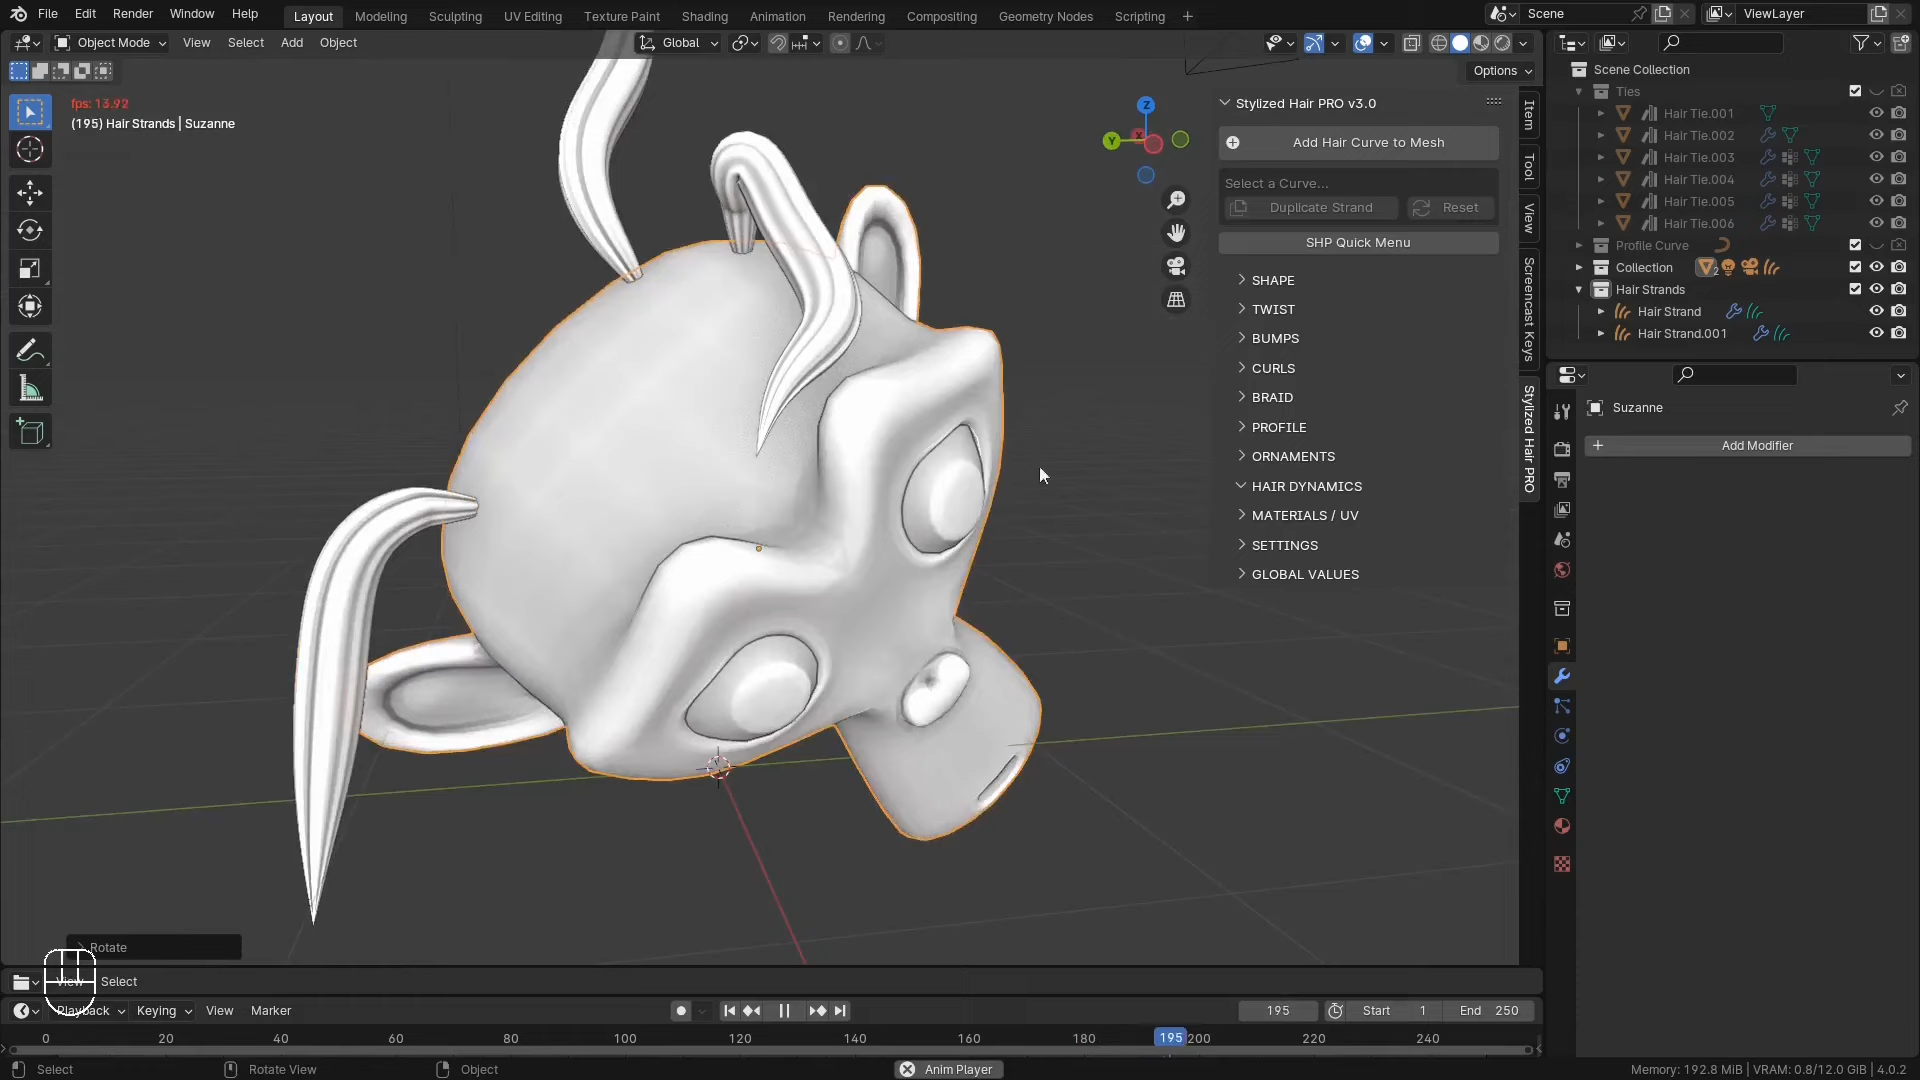 File Edit Render Window Help Layout Modeling Sculpting UV Editing Texture Paint Shading Animation Rendering Compositing Geometry Nodes Scripting + Scene ViewLayer
Object Mode View Select Add Object Global
Options
fps: 13.92
(195) Hair Strands | Suzanne
Z
Y
X
Stylized Hair PRO v3.0
Add Hair Curve to Mesh
Select a Curve...
Duplicate Strand Reset
SHP Quick Menu
SHAPE
TWIST
BUMPS
CURLS
BRAID
PROFILE
ORNAMENTS
HAIR DYNAMICS
MATERIALS / UV
SETTINGS
GLOBAL VALUES
Item
Tool
View
Screencast Keys
Stylized Hair PRO
Scene Collection
Ties
Hair Tie.001
Hair Tie.002
Hair Tie.003
Hair Tie.004
Hair Tie.005
Hair Tie.006
Profile Curve
Collection 2
Hair Strands
Hair Strand
Hair Strand.001
Suzanne
+ Add Modifier
Rotate
View Select
Playback Keying View Marker 195 Start 1 End 250
0 20 40 60 80 100 120 140 160 180 195 200 220 240
Select Rotate View Object Anim Player Memory: 192.8 MiB | VRAM: 0.8/12.0 GiB | 4.0.2